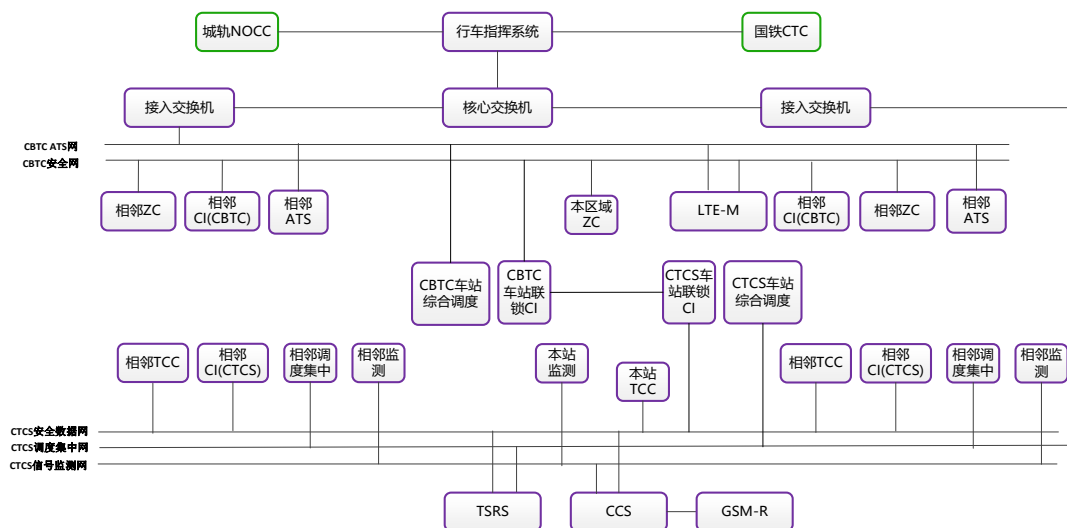 城轨NOCC
行车指挥系统
国铁CTC
接入交换机
核心交换机
接入交换机
CBTC ATS网
CBTC安全网
相邻ZC
相邻
CI(CBTC)
相邻
ATS
本区域
ZC
LTE-M
相邻
CI(CBTC)
相邻ZC
相邻
ATS
CBTC车站
综合调度
CBTC
车站联
锁CI
CTCS车
站联锁
CI
CTCS车站
综合调度
相邻TCC
相邻
CI(CTCS)
相邻调
度集中
相邻监
测
本站
监测
本站
TCC
相邻TCC
相邻
CI(CTCS)
相邻调
度集中
相邻监
测
CTCS安全数据网
CTCS调度集中网
CTCS信号监测网
TSRS
CCS
GSM-R